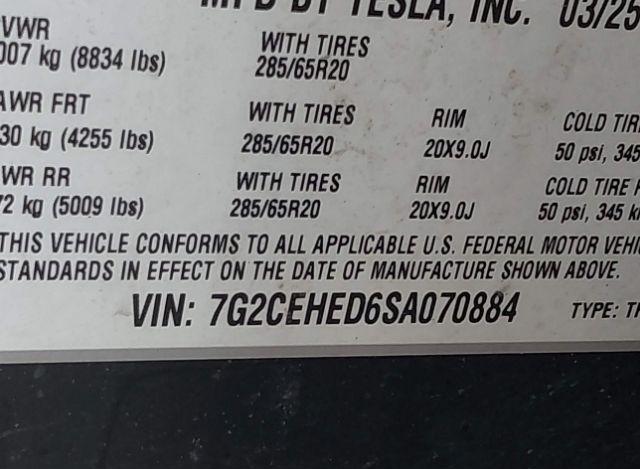 MFD BY TESLA, INC. 03/25
VWR WITH TIRES
007 kg (8834 lbs) 285/65R20
AWR FRT WITH TIRES RIM COLD TIR
30 kg (4255 lbs) 285/65R20 20X9.0J 50 psi, 345
WR RR WITH TIRES RIM COLD TIRE
72 kg (5009 lbs) 285/65R20 20X9.0J 50 psi, 345 k
THIS VEHICLE CONFORMS TO ALL APPLICABLE U.S. FEDERAL MOTOR VEHI
STANDARDS IN EFFECT ON THE DATE OF MANUFACTURE SHOWN ABOVE.
VIN: 7G2CEHED6SA070884 TYPE: T